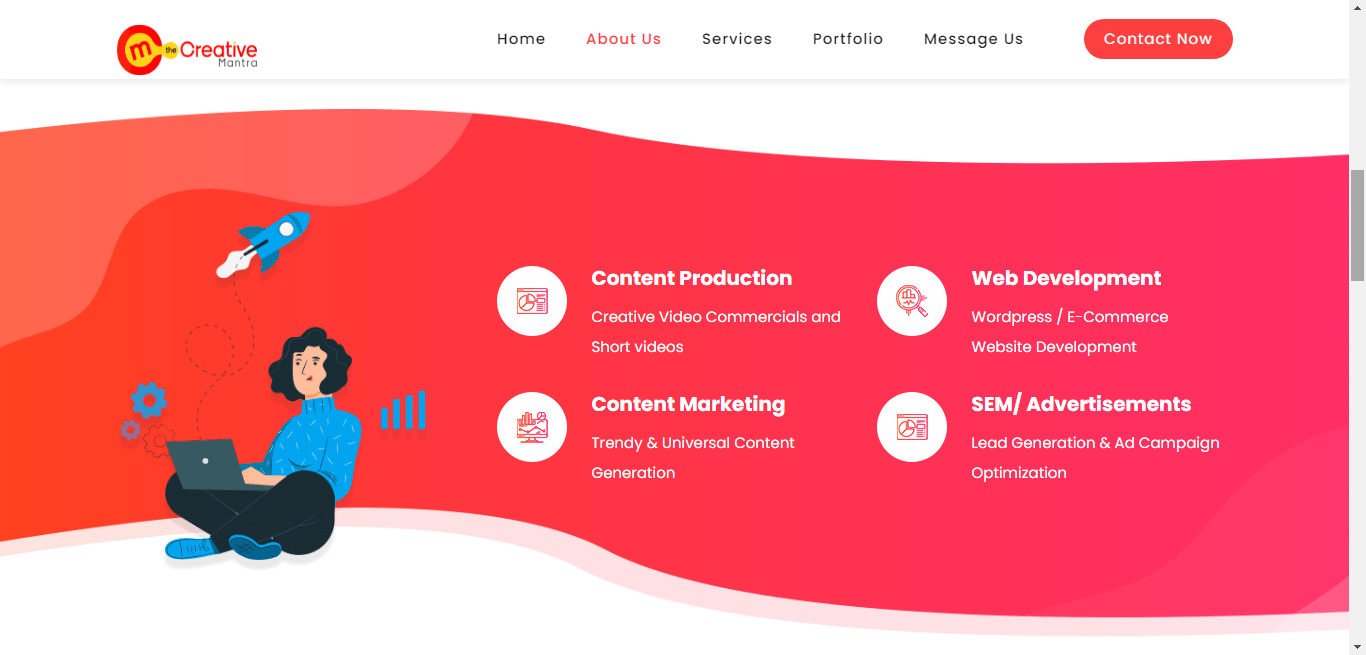 m the Creative
Mantra
Home About Us Services Portfolio Message Us Contact Now
Content Production
Creative Video Commercials and
Short videos
Web Development
Wordpress / E-Commerce
Website Development
Content Marketing
Trendy & Universal Content
Generation
SEM/ Advertisements
Lead Generation & Ad Campaign
Optimization